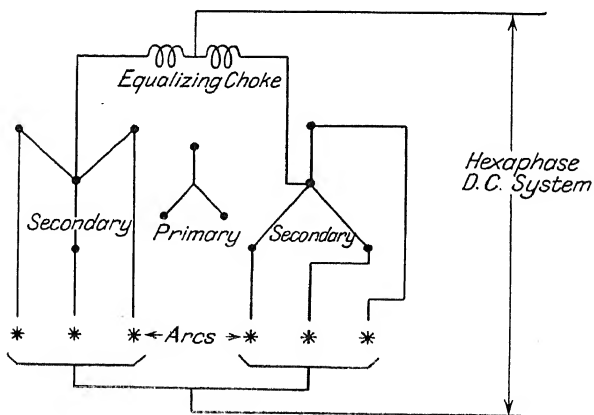 Equalizing Choke
Hexaphase
D.C. System
Secondary
Primary
Secondary
Arcs